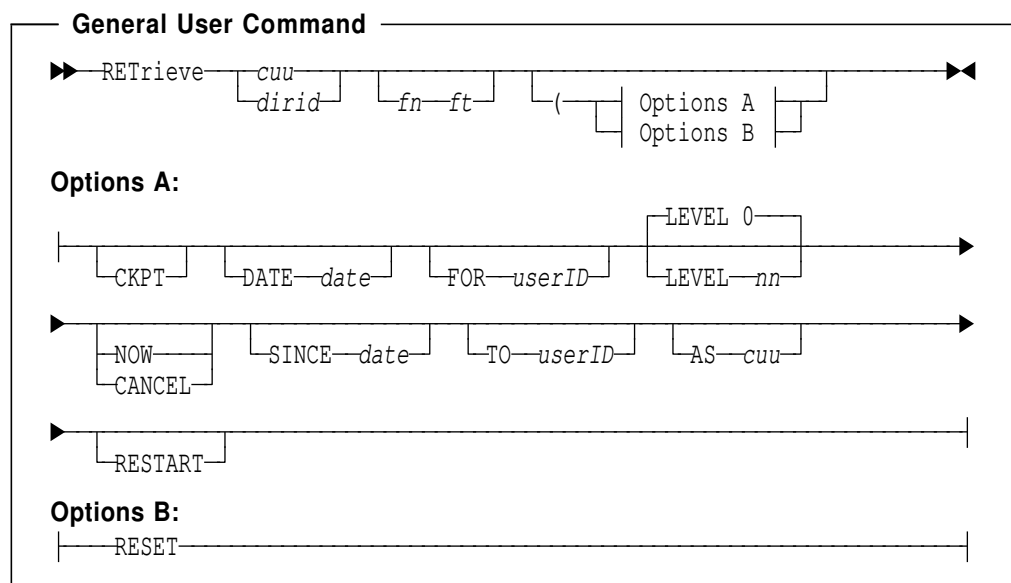 General User Command
RETrieve cuu fn ft ( Options A
dirid Options B
Options A:
LEVEL 0
CKPT DATE date FOR userID LEVEL nn
NOW SINCE date TO userID AS cuu
CANCEL
RESTART
Options B:
RESET